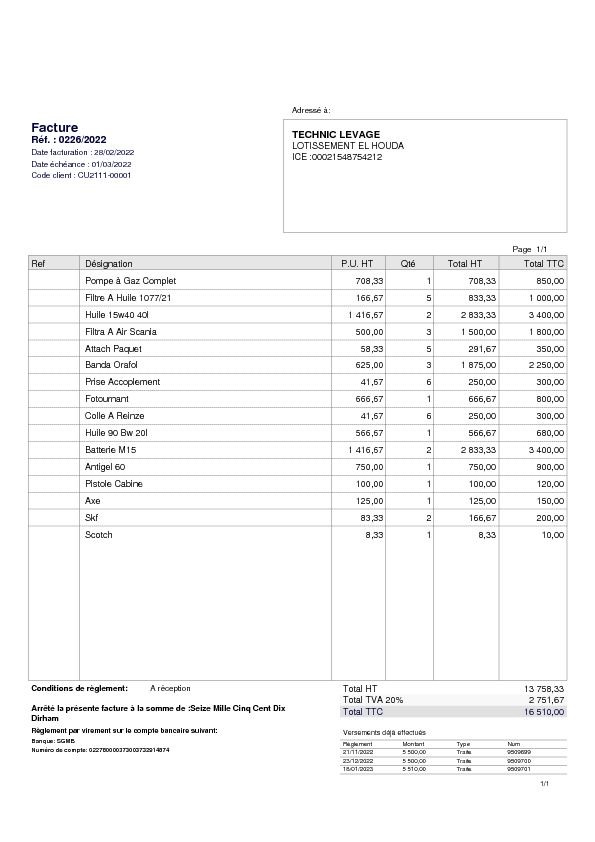 Adressé à:
Facture
Réf. : 0226/2022
Date facturation : 28/02/2022
Date échéance : 01/03/2022
Code client : CU2111-00001
TECHNIC LEVAGE
LOTISSEMENT EL HOUDA
ICE :00021548754212
Page 1/1
Ref Désignation P.U. HT Qté Total HT Total TTC
Pompe à Gaz Complet 708,33 1 708,33 850,00
Filtre A Huile 1077/21 166,67 5 833,33 1 000,00
Huile 15w40 40l 1 416,67 2 2 833,33 3 400,00
Filtra A Air Scania 500,00 3 1 500,00 1 800,00
Attach Paquet 58,33 5 291,67 350,00
Banda Orafol 625,00 3 1 875,00 2 250,00
Prise Accoplement 41,67 6 250,00 300,00
Fotournant 666,67 1 666,67 800,00
Colle A Reinze 41,67 6 250,00 300,00
Huile 90 Bw 20l 566,67 1 566,67 680,00
Batterie M15 1 416,67 2 2 833,33 3 400,00
Antigel 60 750,00 1 750,00 900,00
Pistole Cabine 100,00 1 100,00 120,00
Axe 125,00 1 125,00 150,00
Skf 83,33 2 166,67 200,00
Scotch 8,33 1 8,33 10,00
Conditions de règlement: A réception
Total HT 13 758,33
Total TVA 20% 2 751,67
Total TTC 16 510,00
Arrêté la présente facture à la somme de :Seize Mille Cinq Cent Dix
Dirham
Règlement par virement sur le compte bancaire suivant:
Banque: SGMB
Numéro de compte:
Versements déjà effectués
Règlement Montant Type Num
21/11/2022 5 500,00 Traite 9509699
23/12/2022 5 500,00 Traite 9509700
18/01/2023 5 510,00 Traite 9509701
1/1